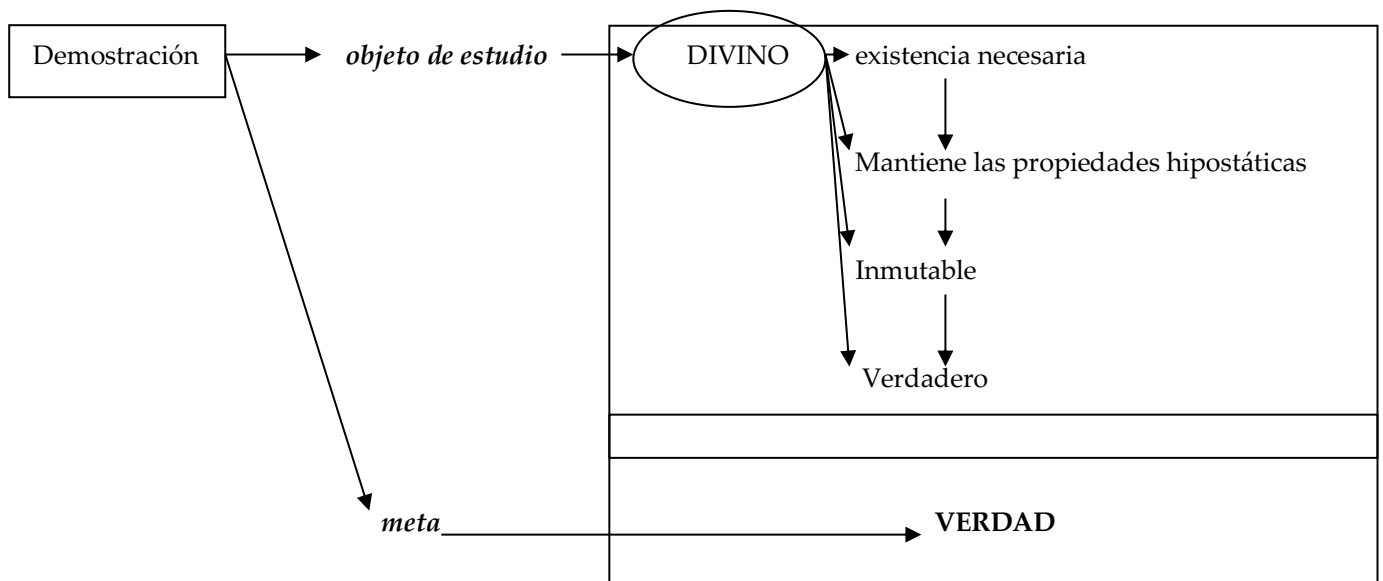 Demostración
objeto de estudio
DIVINO
existencia necesaria
Mantiene las propiedades hipostáticas
Inmutable
Verdadero
meta
VERDAD